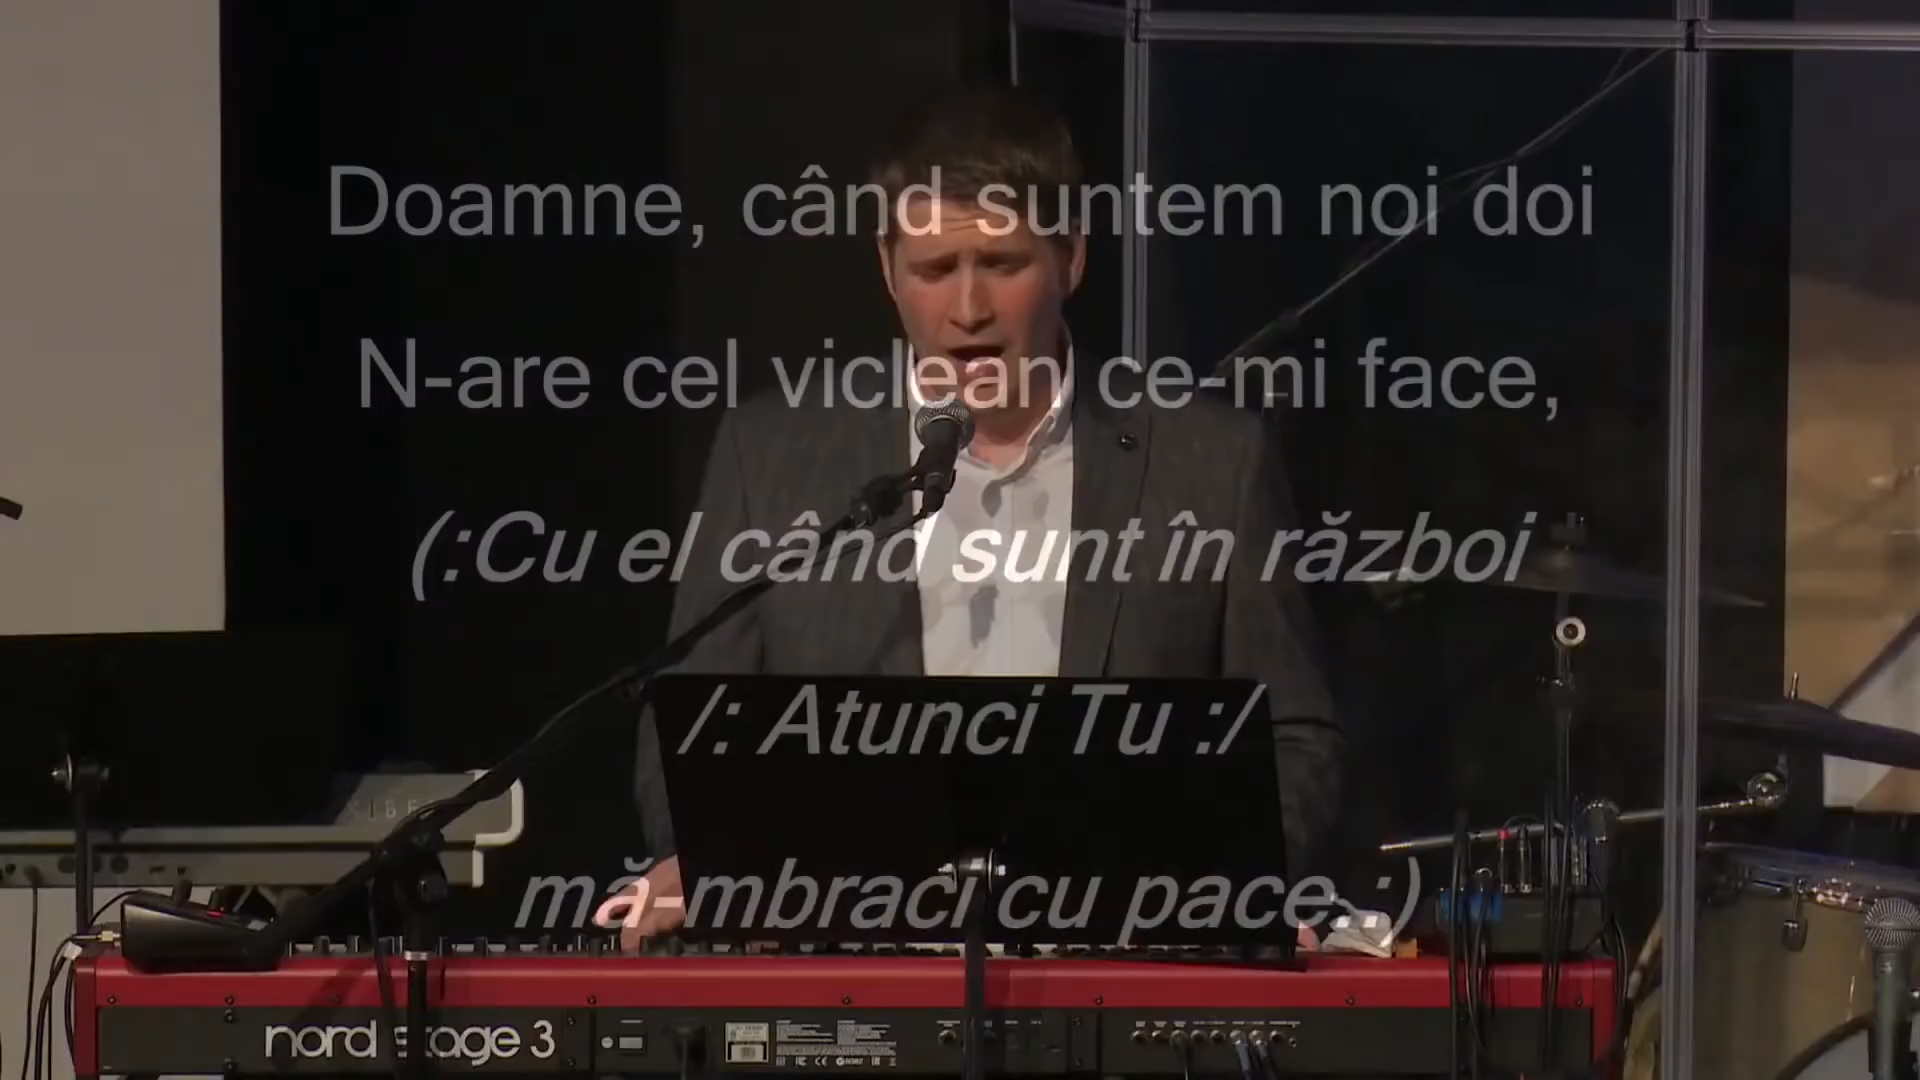 Doamne, când suntem noi doi
N-are cel viclean ce-mi face,
(:Cu el când sunt în război
/: Atunci Tu :/
mă-mbraci cu pace.:)
nord stage 3